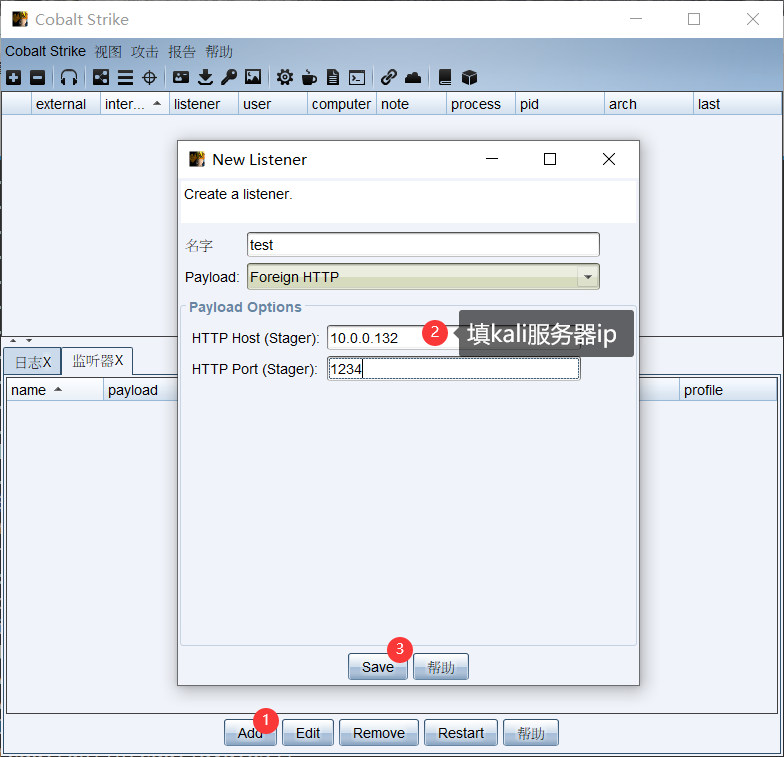 Cobalt Strike
Cobalt Strike 视图 攻击 报告 帮助
external inter... listener user computer note process pid arch last
New Listener
Create a listener.
名字 test
Payload: Foreign HTTP
Payload Options
HTTP Host (Stager): 10.0.0.132 2 填kali服务器ip
HTTP Port (Stager): 1234
日志X 监听器X
name payload profile
3
Save 帮助
1
Add Edit Remove Restart 帮助